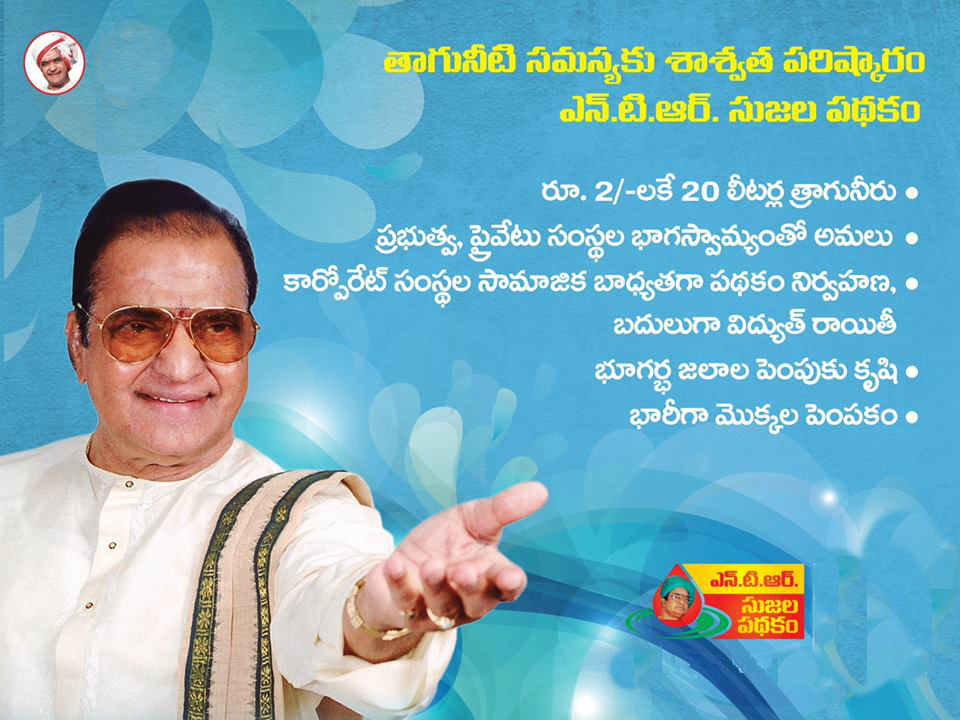 తాగునీటి సమస్యకు శాశ్వత పరిష్కారం
ఎన్.టి.ఆర్. సుజల పథకం
రూ. 2/-లకే 20 లీటర్ల త్రాగునీరు •
ప్రభుత్వ, ప్రైవేటు సంస్థల భాగస్వామ్యంతో అమలు •
కార్పోరేట్ సంస్థల సామాజిక బాధ్యతగా పథకం నిర్వహణ, •
బదులుగా విద్యుత్ రాయితీ
భూగర్భ జలాల పెంపుకు కృషి •
భారీగా మొక్కల పెంపకం •
ఎన్.టి.ఆర్.
సుజల
పథకం